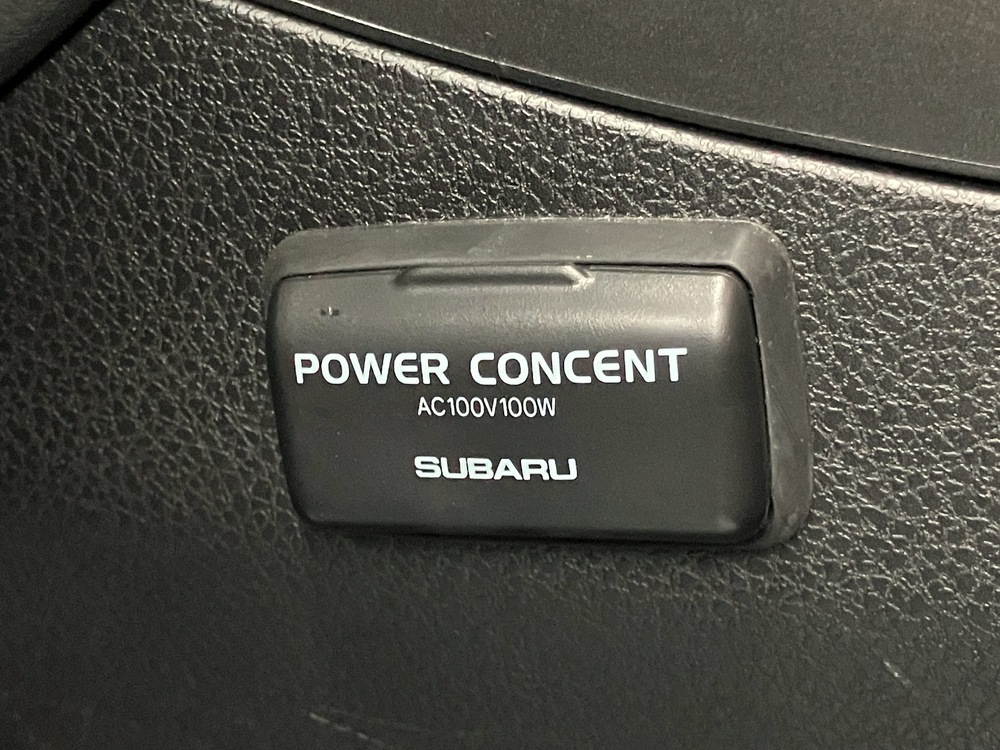 POWER CONCENT
AC100V100W
SUBARU